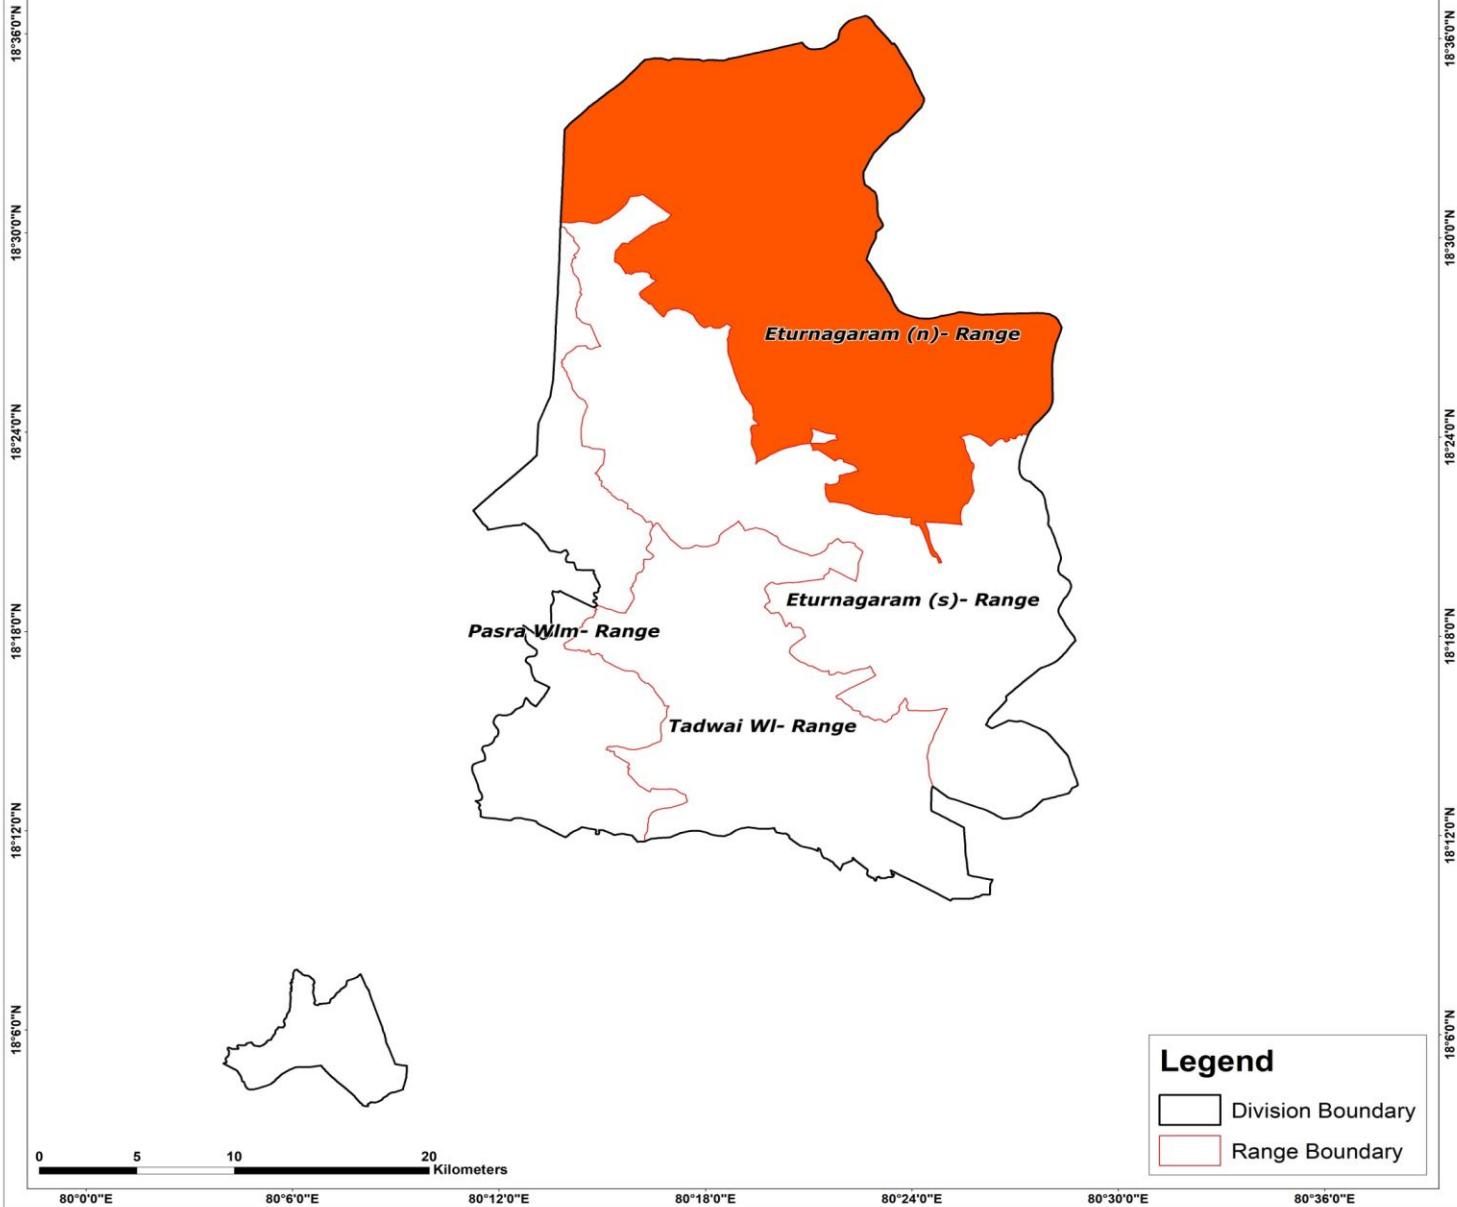 18°36'0"N
18°36'0"N
18°30'0"N
18°30'0"N
Eturnagaram (n)- Range
18°24'0"N
18°24'0"N
Eturnagaram (s)- Range
18°18'0"N
Pasra Wlm- Range
18°18'0"N
Tadwai Wl- Range
18°12'0"N
18°12'0"N
18°6'0"N
18°6'0"N
Legend
Division Boundary
Range Boundary
0 5 10 20
Kilometers
80°0'0"E 80°6'0"E 80°12'0"E 80°18'0"E 80°24'0"E 80°30'0"E 80°36'0"E